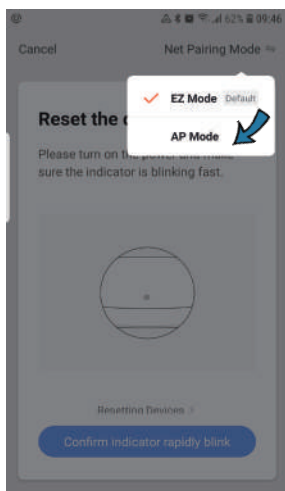 62% 09:46
Cancel Net Pairing Mode
EZ Mode Default
AP Mode
Reset the
Please turn on the power and make
sure the indicator is blinking fast.
Resetting Devices
Confirm indicator rapidly blink